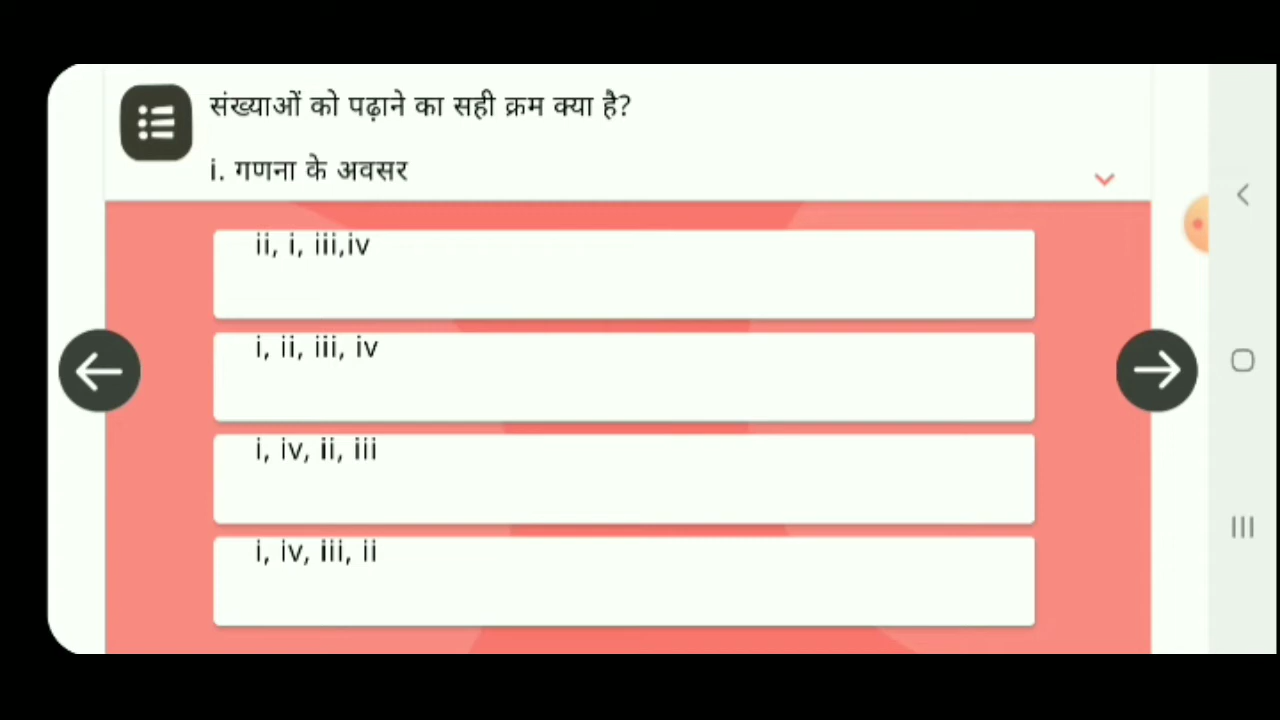 संख्याओं को पढ़ाने का सही क्रम क्या है?
i. गणना के अवसर
ii, i, iii,iv
i, ii, iii, iv
i, iv, ii, iii
i, iv, iii, ii